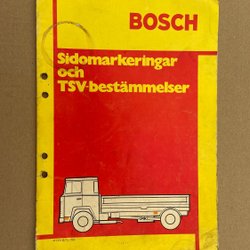 BOSCH
Sidomarkeringar
och
TSV-bestämmelser